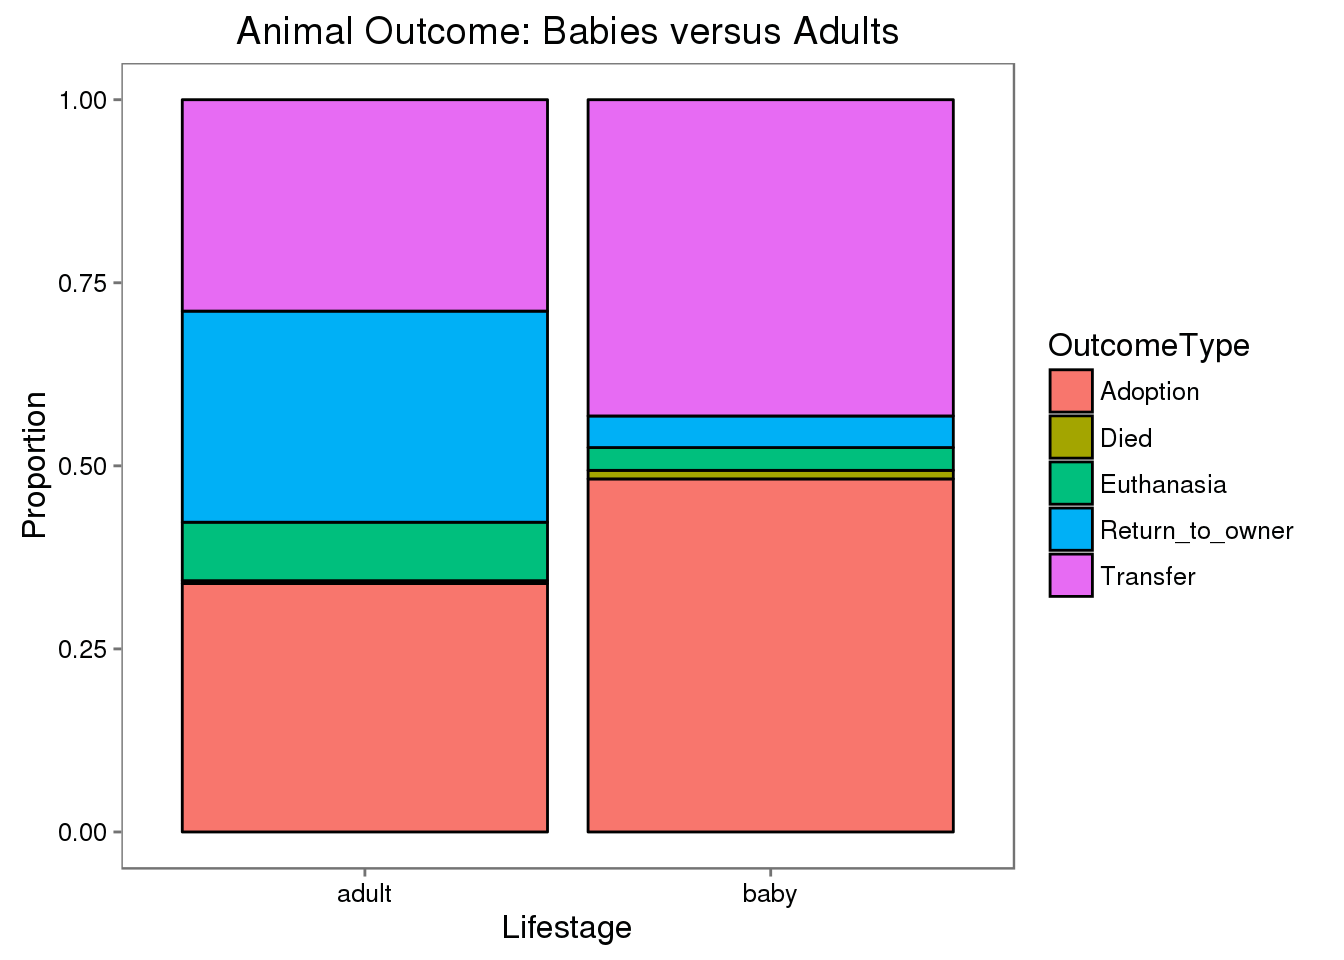 Animal Outcome: Babies versus Adults
1.00
0.75
0.50
0.25
0.00
Proportion
adult
baby
Lifestage
OutcomeType
Adoption
Died
Euthanasia
Return_to_owner
Transfer